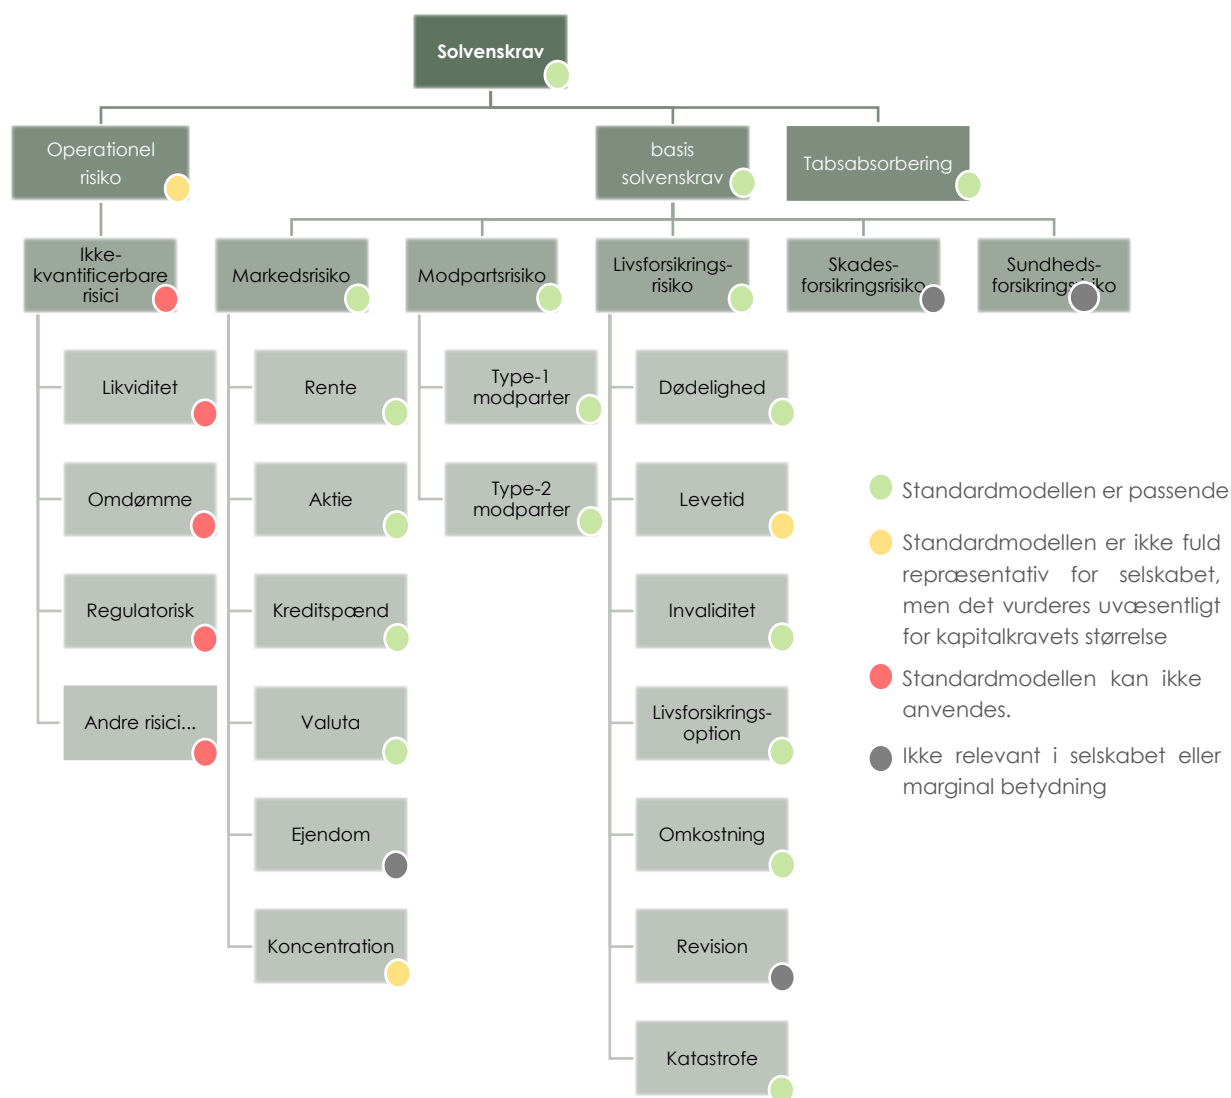 Solvenskrav
Operationel
risiko
basis
solvenskrav
Tabsabsorbering
Ikke-
kvantificerbare
risici
Markedsrisiko
Modpartsrisiko
Livsforsikrings-
risiko
Skades-
forsikringsrisiko
Sundheds-
forsikringsrisiko
Likviditet
Omdømme
Regulatorisk
Andre risici...
Rente
Aktie
Kreditspænd
Valuta
Ejendom
Koncentration
Type-1
modparter
Type-2
modparter
Dødelighed
Levetid
Invaliditet
Livsforsikrings-
option
Omkostning
Revision
Katastrofe
Standardmodellen er passende
Standardmodellen er ikke fuld
repræsentativ for selskabet,
men det vurderes uvæsentligt
for kapitalkravets størrelse
Standardmodellen kan ikke
anvendes.
Ikke relevant i selskabet eller
marginal betydning